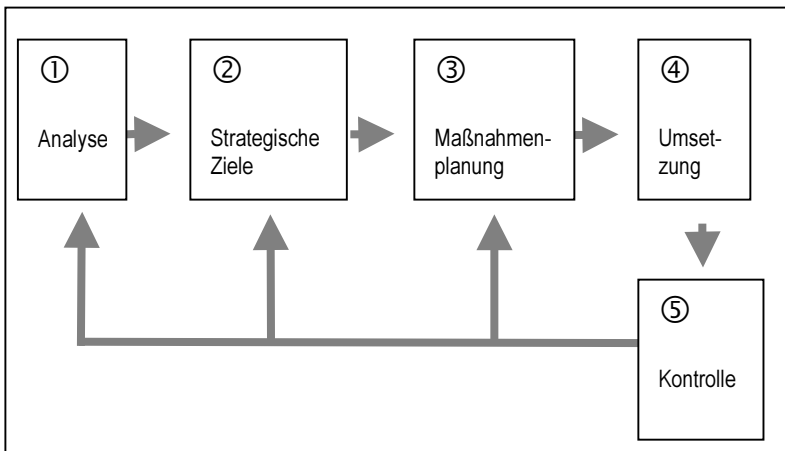 ①
Analyse
②
Strategische
Ziele
③
Maßnahmen-
planung
④
Umset-
zung
⑤
Kontrolle